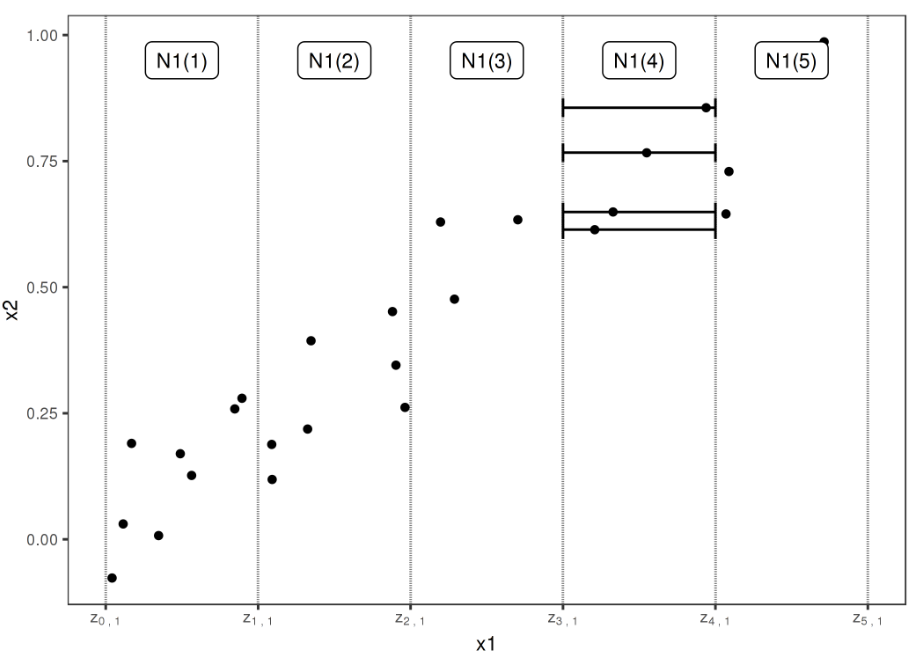 1.00
N1(1) N1(2) N1(3) N1(4) N1(5)
0.75
0.50
x2
0.25
0.00
z0, 1 z1, 1 z2, 1 z3, 1 z4, 1 z5, 1
x1